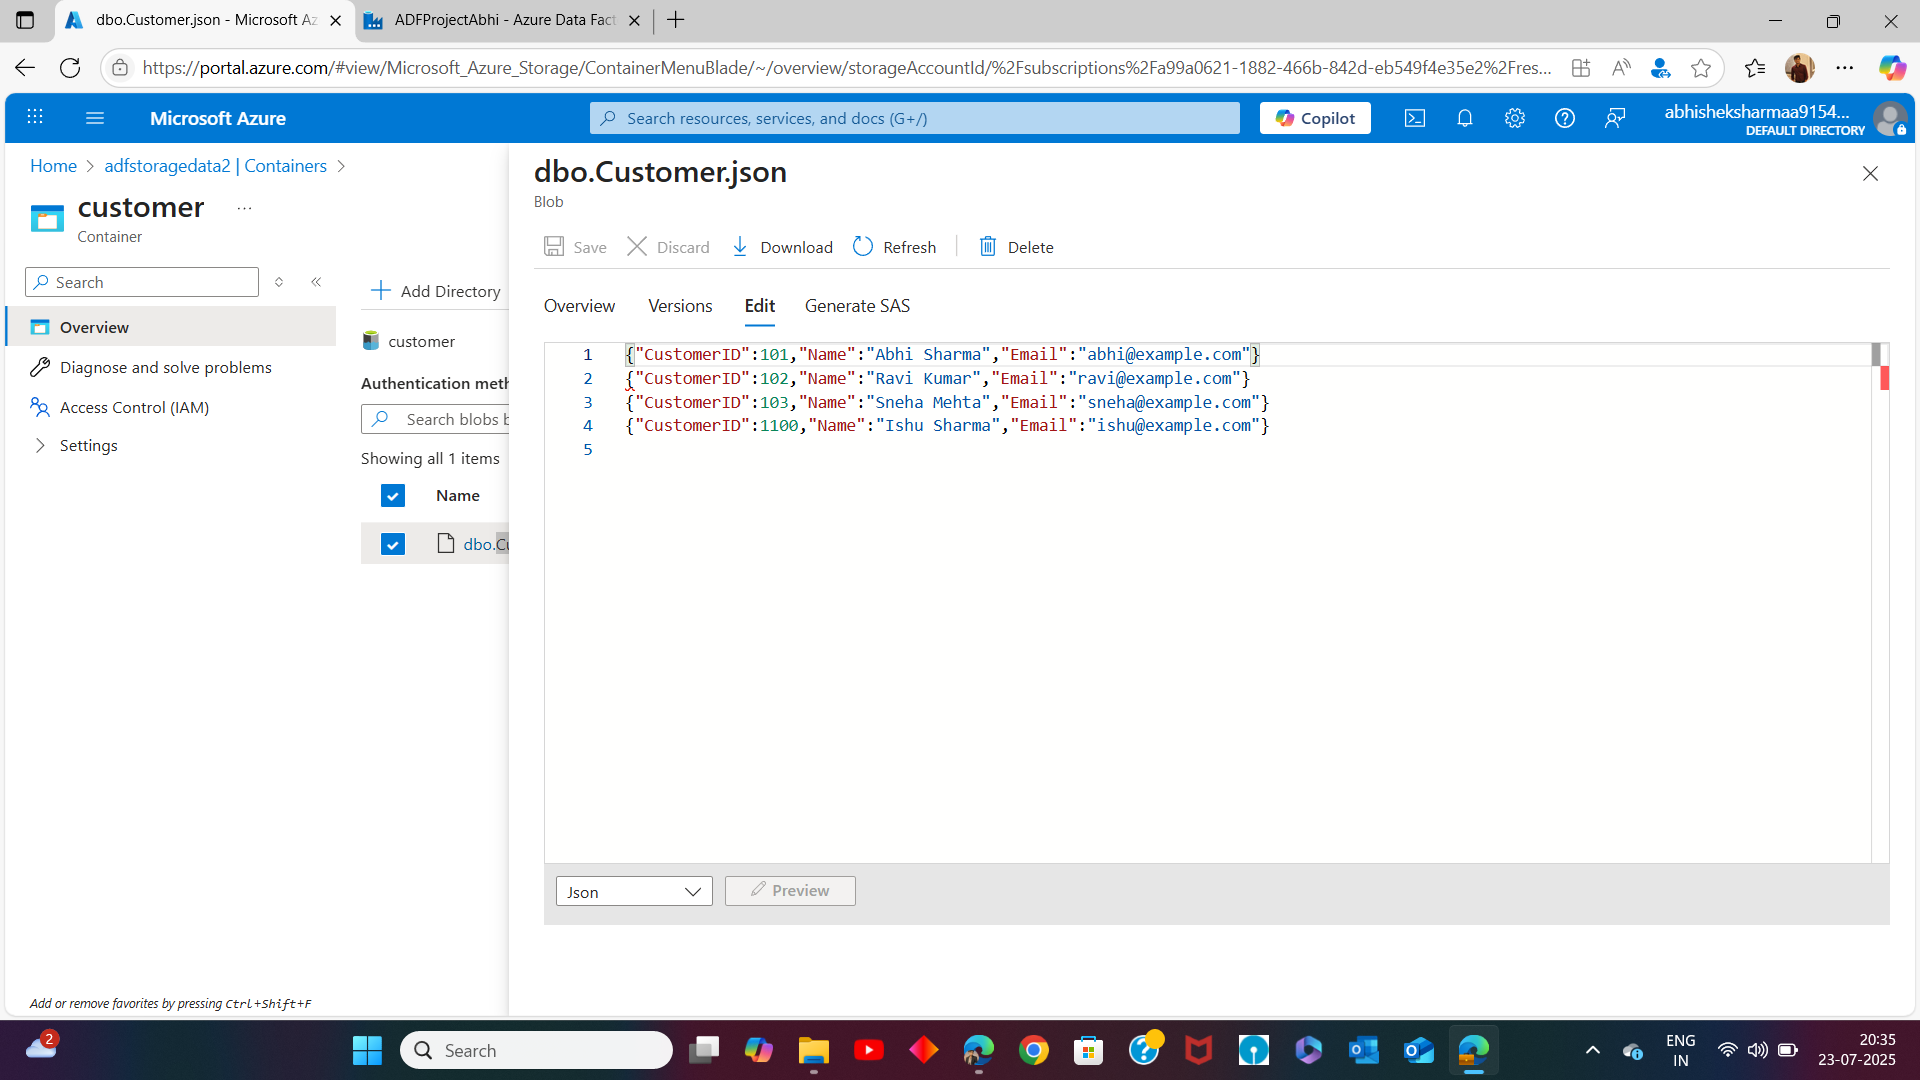 dbo.Customer.json - Microsoft Az
ADFProjectAbhi - Azure Data Fact
https://portal.azure.com/#view/Microsoft_Azure_Storage/ContainerMenuBlade/~/overview/storageAccountId/%2Fsubscriptions%2Fa99a0621-1882-466b-842d-eb549f4e35e2%2Fres...
Microsoft Azure
Search resources, services, and docs (G+/)
Copilot
abhisheksharmaa9154...
DEFAULT DIRECTORY
Home > adfstoragedata2 | Containers >
customer ...
Container
Search
Overview
Diagnose and solve problems
Access Control (IAM)
Settings
Add or remove favorites by pressing Ctrl+Shift+F
Add Directory
customer
Authentication meth
Search blobs b
Showing all 1 items
Name
dbo.Cu
dbo.Customer.json
Blob
Save Discard Download Refresh Delete
Overview Versions Edit Generate SAS
1 {"CustomerID":101,"Name":"Abhi Sharma","Email":"abhi@example.com"}
2 {"CustomerID":102,"Name":"Ravi Kumar","Email":"ravi@example.com"}
3 {"CustomerID":103,"Name":"Sneha Mehta","Email":"sneha@example.com"}
4 {"CustomerID":1100,"Name":"Ishu Sharma","Email":"ishu@example.com"}
5
Json Preview
2
Search
ENG
IN
20:35
23-07-2025